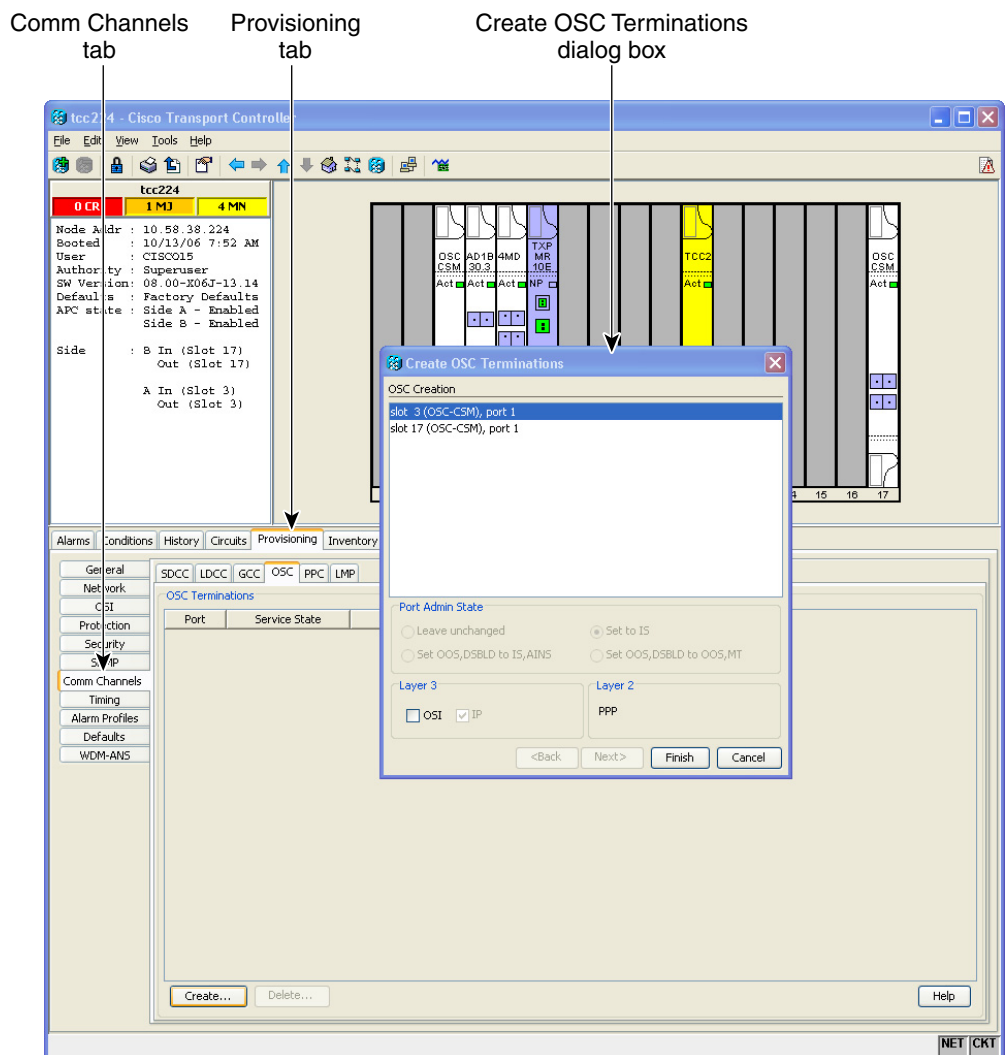 Comm Channels
tab
Provisioning
tab
Create OSC Terminations
dialog box
tcc224 - Cisco Transport Controller
File Edit View Tools Help
tcc224
0 CR 1 MJ 4 MN
Node Addr : 10.58.38.224
Booted : 10/13/06 7:52 AM
User : CISCO15
Authority : Superuser
SW Version: 08.00-X06J-13.14
Defaults : Factory Defaults
APC state : Side A - Enabled
Side B - Enabled
Side : B In (Slot 17)
Out (Slot 17)
A In (Slot 3)
Out (Slot 3)
OSC
CSM
Act
AD1B
30.3
Act
4MD
Act
TXP
MR
10E
NP
TCC2
Act
OSC
CSM
Act
15 16 17
Create OSC Terminations
OSC Creation
slot 3 (OSC-CSM), port 1
slot 17 (OSC-CSM), port 1
Port Admin State
Leave unchanged
Set to IS
Set OOS,DSBLD to IS,AINS
Set OOS,DSBLD to OOS,MT
Layer 3
OSI
IP
Layer 2
PPP
<Back Next> Finish Cancel
Alarms Conditions History Circuits Provisioning Inventory
General
Network
OSI
Protection
Security
SNMP
Comm Channels
Timing
Alarm Profiles
Defaults
WDM-ANS
SDCC LDCC GCC OSC PPC LMP
OSC Terminations
Port Service State
Create... Delete... Help
NET CKT